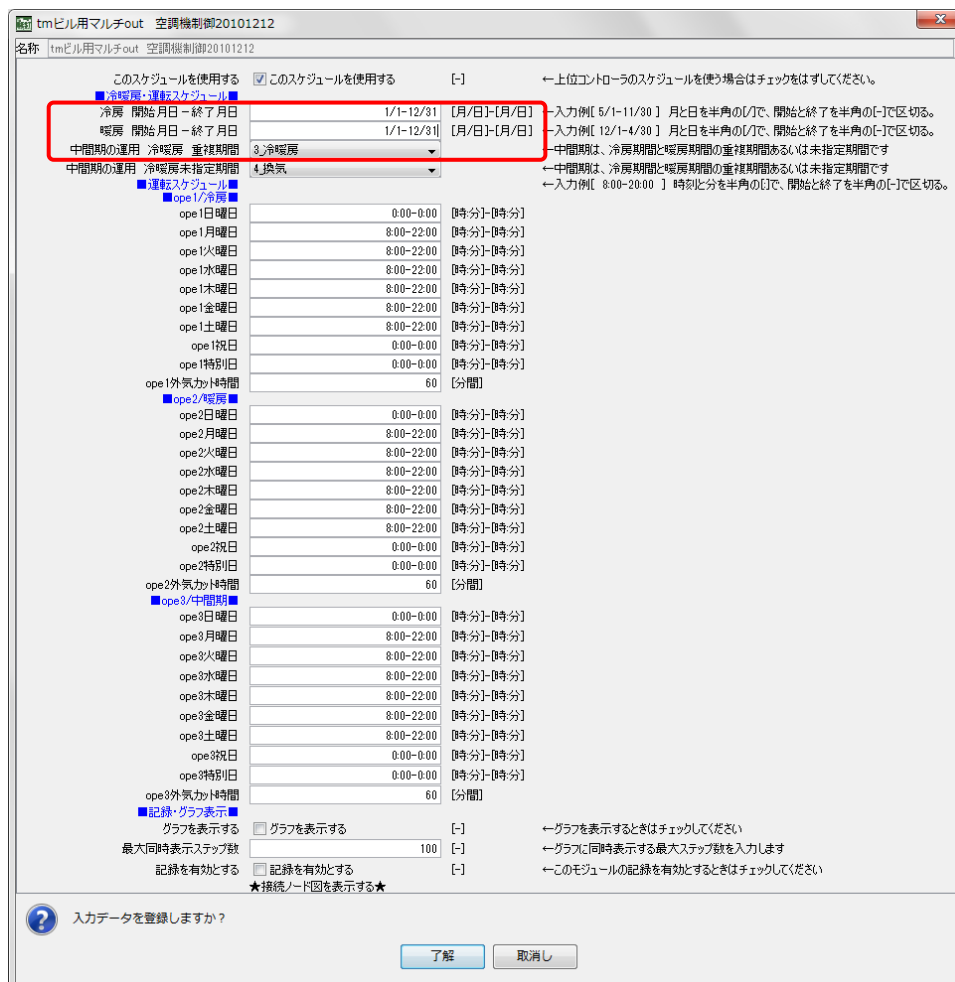 tmビル用マルチout 空調機制御20101212
名称 tmビル用マルチout 空調機制御20101212
このスケジュールを使用する このスケジュールを使用する [-] ←上位コントローラのスケジュールを使う場合はチェックをはずしてください。
■冷暖房・運転スケジュール■
冷房 開始月日-終了月日 1/1-12/31 [月/日]-[月/日] ←入力例[ 5/1-11/30 ] 月と日を半角の[/]で、開始と終了を半角の[-]で区切る。
暖房 開始月日-終了月日 1/1-12/31 [月/日]-[月/日] ←入力例[ 12/1-4/30 ] 月と日を半角の[/]で、開始と終了を半角の[-]で区切る。
中間期の運用 冷暖房 重複期間 3_冷暖房 ←中間期は、冷房期間と暖房期間の重複期間あるいは未指定期間です
中間期の運用 冷暖房未指定期間 4_換気 ←中間期は、冷房期間と暖房期間の重複期間あるいは未指定期間です
■運転スケジュール■ ←入力例[ 8:00-20:00 ] 時刻と分を半角の[:]で、開始と終了を半角の[-]で区切る。
■ope1/冷房■
ope1日曜日 0:00-0:00 [時:分]-[時:分]
ope1月曜日 8:00-22:00 [時:分]-[時:分]
ope1火曜日 8:00-22:00 [時:分]-[時:分]
ope1水曜日 8:00-22:00 [時:分]-[時:分]
ope1木曜日 8:00-22:00 [時:分]-[時:分]
ope1金曜日 8:00-22:00 [時:分]-[時:分]
ope1土曜日 8:00-22:00 [時:分]-[時:分]
ope1祝日 0:00-0:00 [時:分]-[時:分]
ope1特別日 0:00-0:00 [時:分]-[時:分]
ope1外気カット時間 60 [分間]
■ope2/暖房■
ope2日曜日 0:00-0:00 [時:分]-[時:分]
ope2月曜日 8:00-22:00 [時:分]-[時:分]
ope2火曜日 8:00-22:00 [時:分]-[時:分]
ope2水曜日 8:00-22:00 [時:分]-[時:分]
ope2木曜日 8:00-22:00 [時:分]-[時:分]
ope2金曜日 8:00-22:00 [時:分]-[時:分]
ope2土曜日 8:00-22:00 [時:分]-[時:分]
ope2祝日 0:00-0:00 [時:分]-[時:分]
ope2特別日 0:00-0:00 [時:分]-[時:分]
ope2外気カット時間 60 [分間]
■ope3/中間期■
ope3日曜日 0:00-0:00 [時:分]-[時:分]
ope3月曜日 8:00-22:00 [時:分]-[時:分]
ope3火曜日 8:00-22:00 [時:分]-[時:分]
ope3水曜日 8:00-22:00 [時:分]-[時:分]
ope3木曜日 8:00-22:00 [時:分]-[時:分]
ope3金曜日 8:00-22:00 [時:分]-[時:分]
ope3土曜日 8:00-22:00 [時:分]-[時:分]
ope3祝日 0:00-0:00 [時:分]-[時:分]
ope3特別日 0:00-0:00 [時:分]-[時:分]
ope3外気カット時間 60 [分間]
■記録・グラフ表示■
グラフを表示する グラフを表示する [-] ←グラフを表示するときはチェックしてください
最大同時表示ステップ数 100 [-] ←グラフに同時表示する最大ステップ数を入力します
記録を有効とする 記録を有効とする [-] ←このモジュールの記録を有効とするときはチェックしてください
★接続ノード図を表示する★
入力データを登録しますか?
了解 取消し